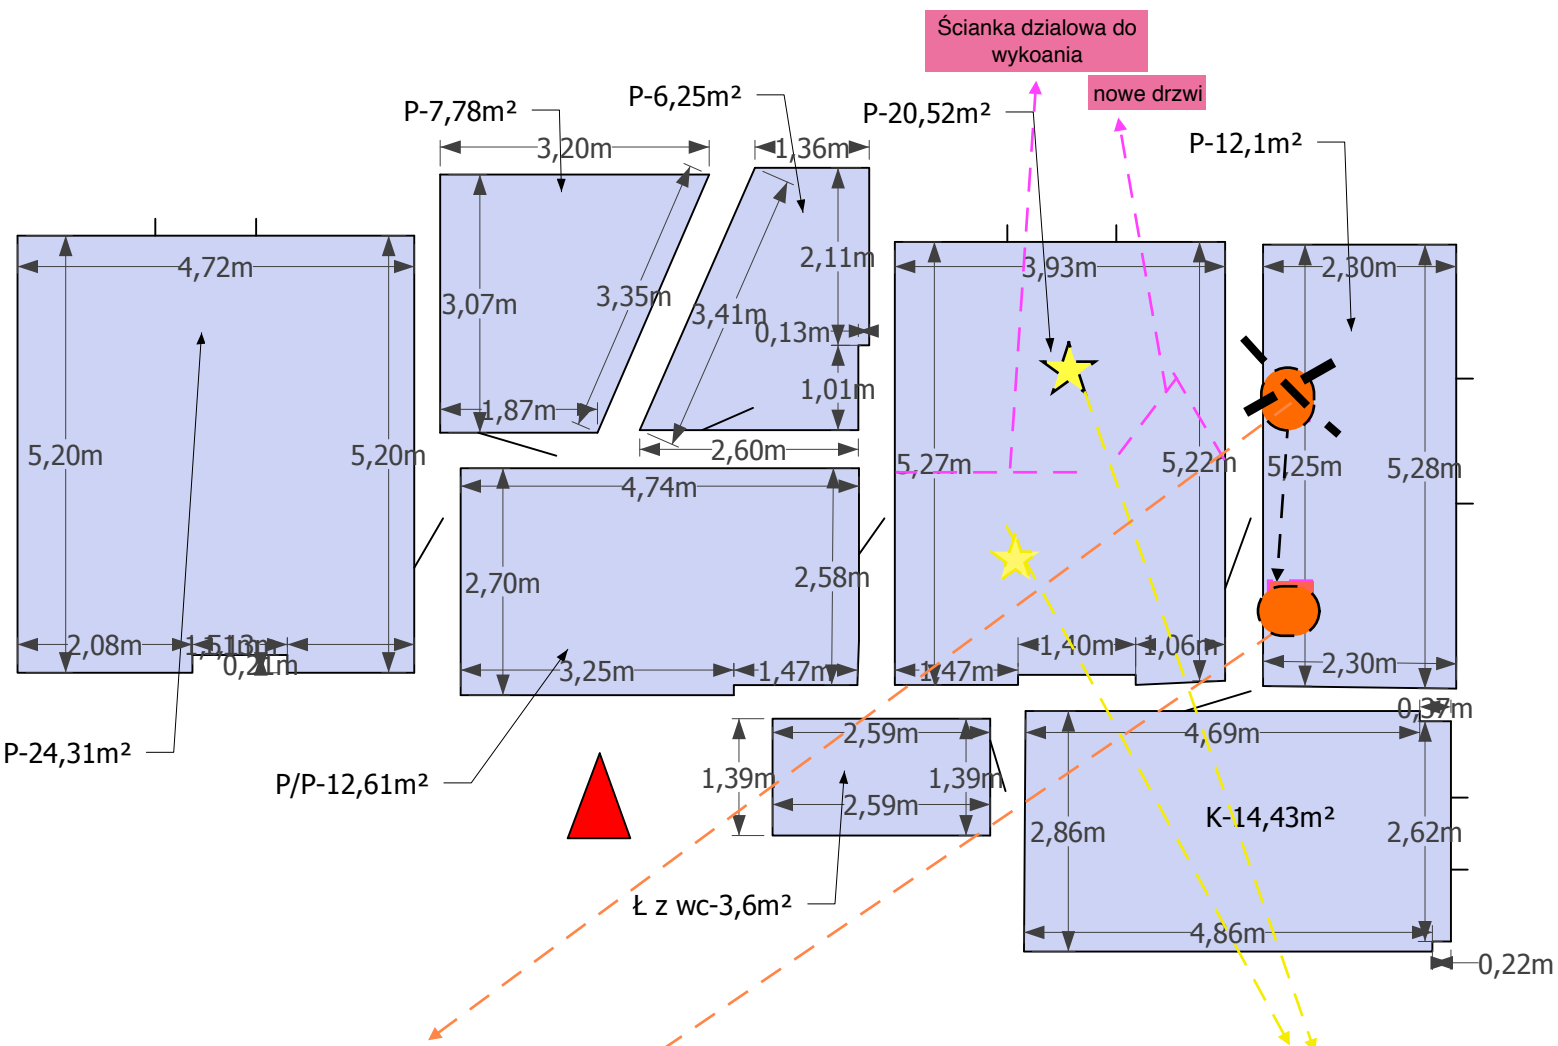 Ścianka dzialowa do
wykoania
nowe drzwi
P-7,78m²
P-6,25m²
P-20,52m²
P-12,1m²
3,20m
1,36m
4,72m
3,07m
3,35m
3,41m
2,11m
0,13m
1,01m
3,93m
2,30m
1,87m
2,60m
5,20m
5,20m
5,27m
5,22m
5,25m
5,28m
4,74m
2,70m
2,58m
2,08m
1,51m
0,21m
3,25m
1,47m
1,47m
1,40m
1,06m
2,30m
0,37m
P-24,31m²
P/P-12,61m²
1,39m
2,59m
1,39m
2,59m
4,69m
2,86m
K-14,43m²
2,62m
Ł z wc-3,6m²
4,86m
0,22m